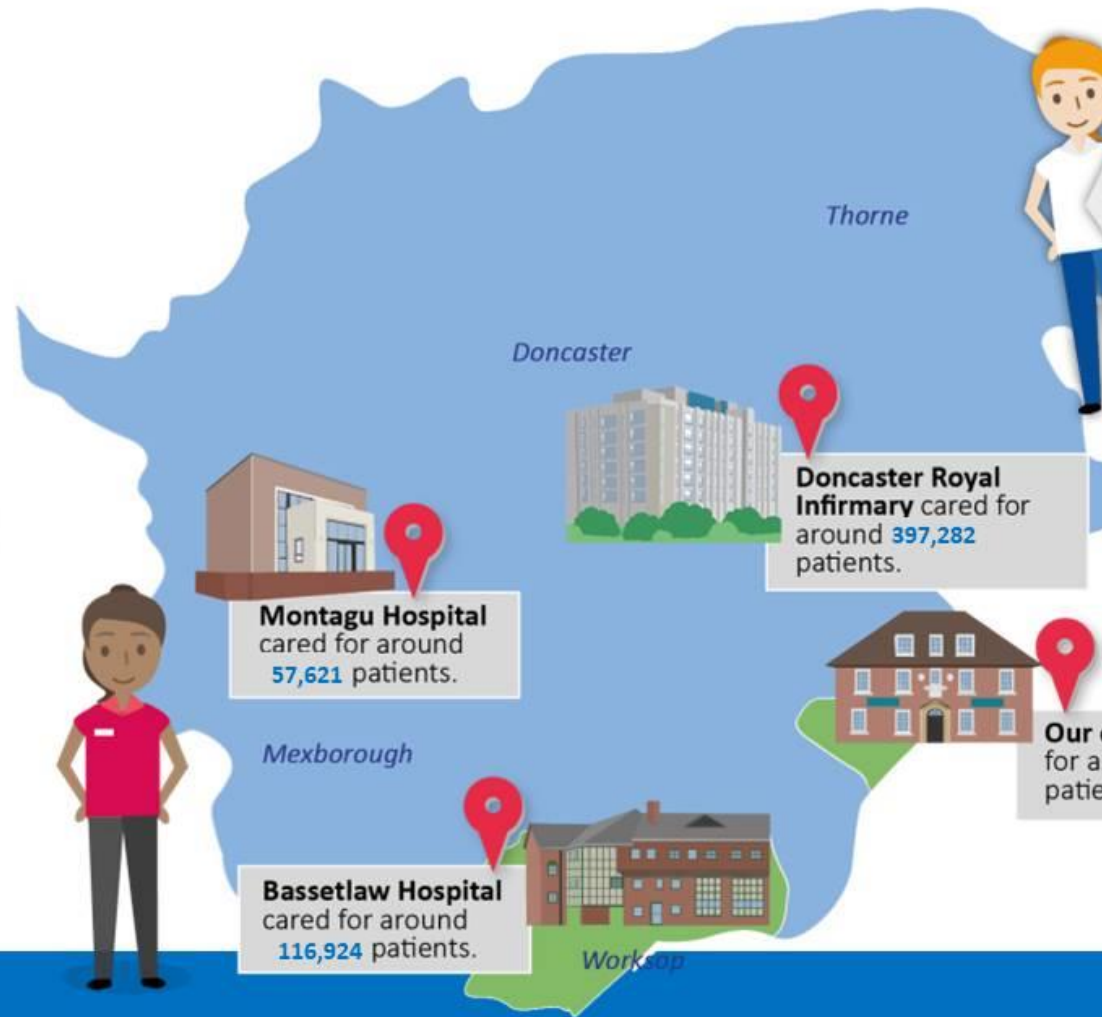 Thorne
Doncaster
Doncaster Royal
Infirmary cared for
around 397,282
patients.
Montagu Hospital
cared for around
57,621 patients.
Our
for a
Mexborough
Bassetlaw Hospital
cared for around
116,924 patients.
Worksop